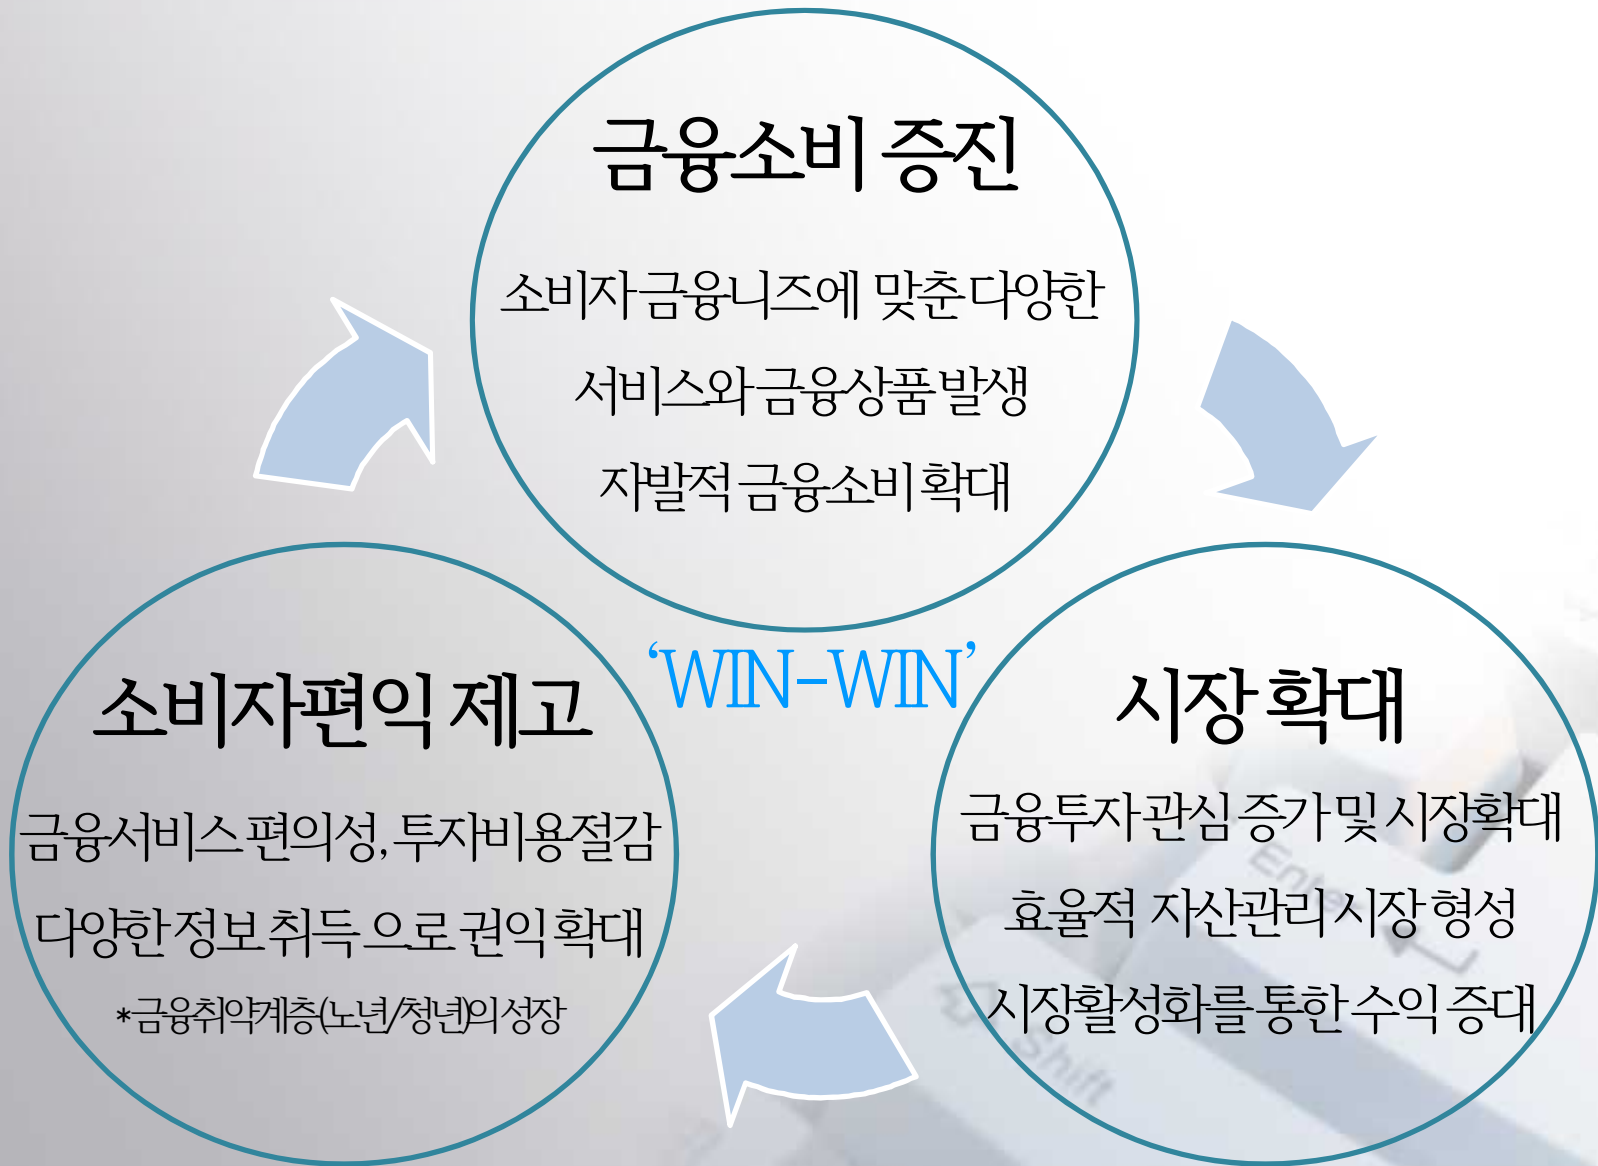 금융소비 증진
소비자 금융니즈에 맞춘 다양한
서비스와 금융상품 발생
자발적 금융소비 확대
‘WIN-WIN’
소비자편익 제고
금융서비스 편의성, 투자비용절감
다양한 정보 취득 으로 권익 확대
*금융취약계층(노년/청년)의 성장
시장 확대
금융투자 관심 증가 및 시장확대
효율적 자산관리 시장 형성
시장활성화를 통한 수익 증대
Enter
Shift